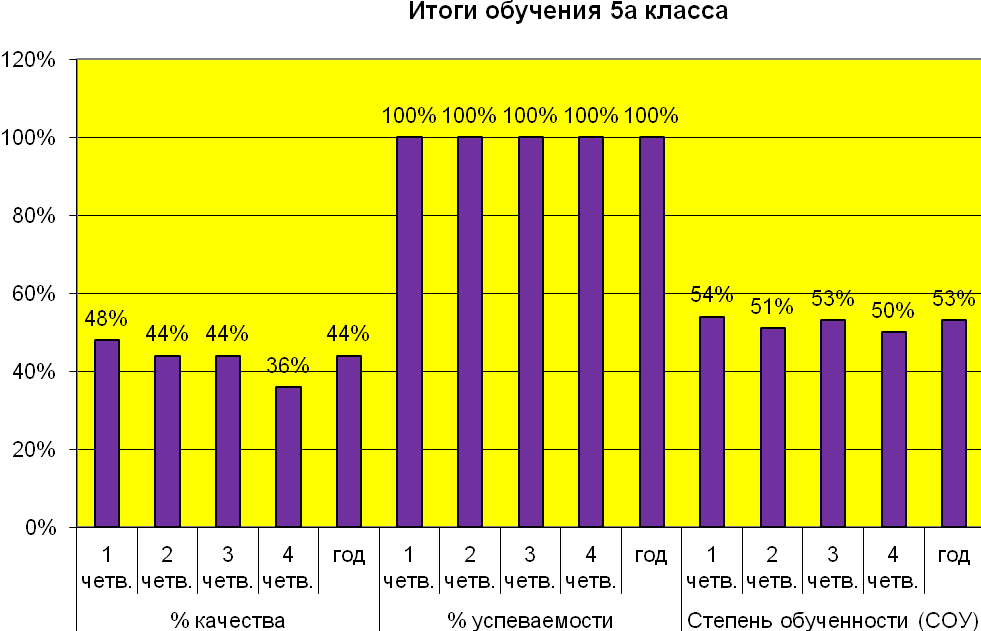 Итоги обучения 5а класса
120%
100%
80%
60%
40%
20%
0%
48% 44% 44% 36% 44%
100% 100% 100% 100% 100%
54% 51% 53% 50% 53%
1 2 3 4 год 1 2 3 4 год 1 2 3 4 год
четв. четв. четв. четв. четв. четв. четв. четв. четв. четв. четв. четв.
% качества % успеваемости Степень обученности (СОУ)